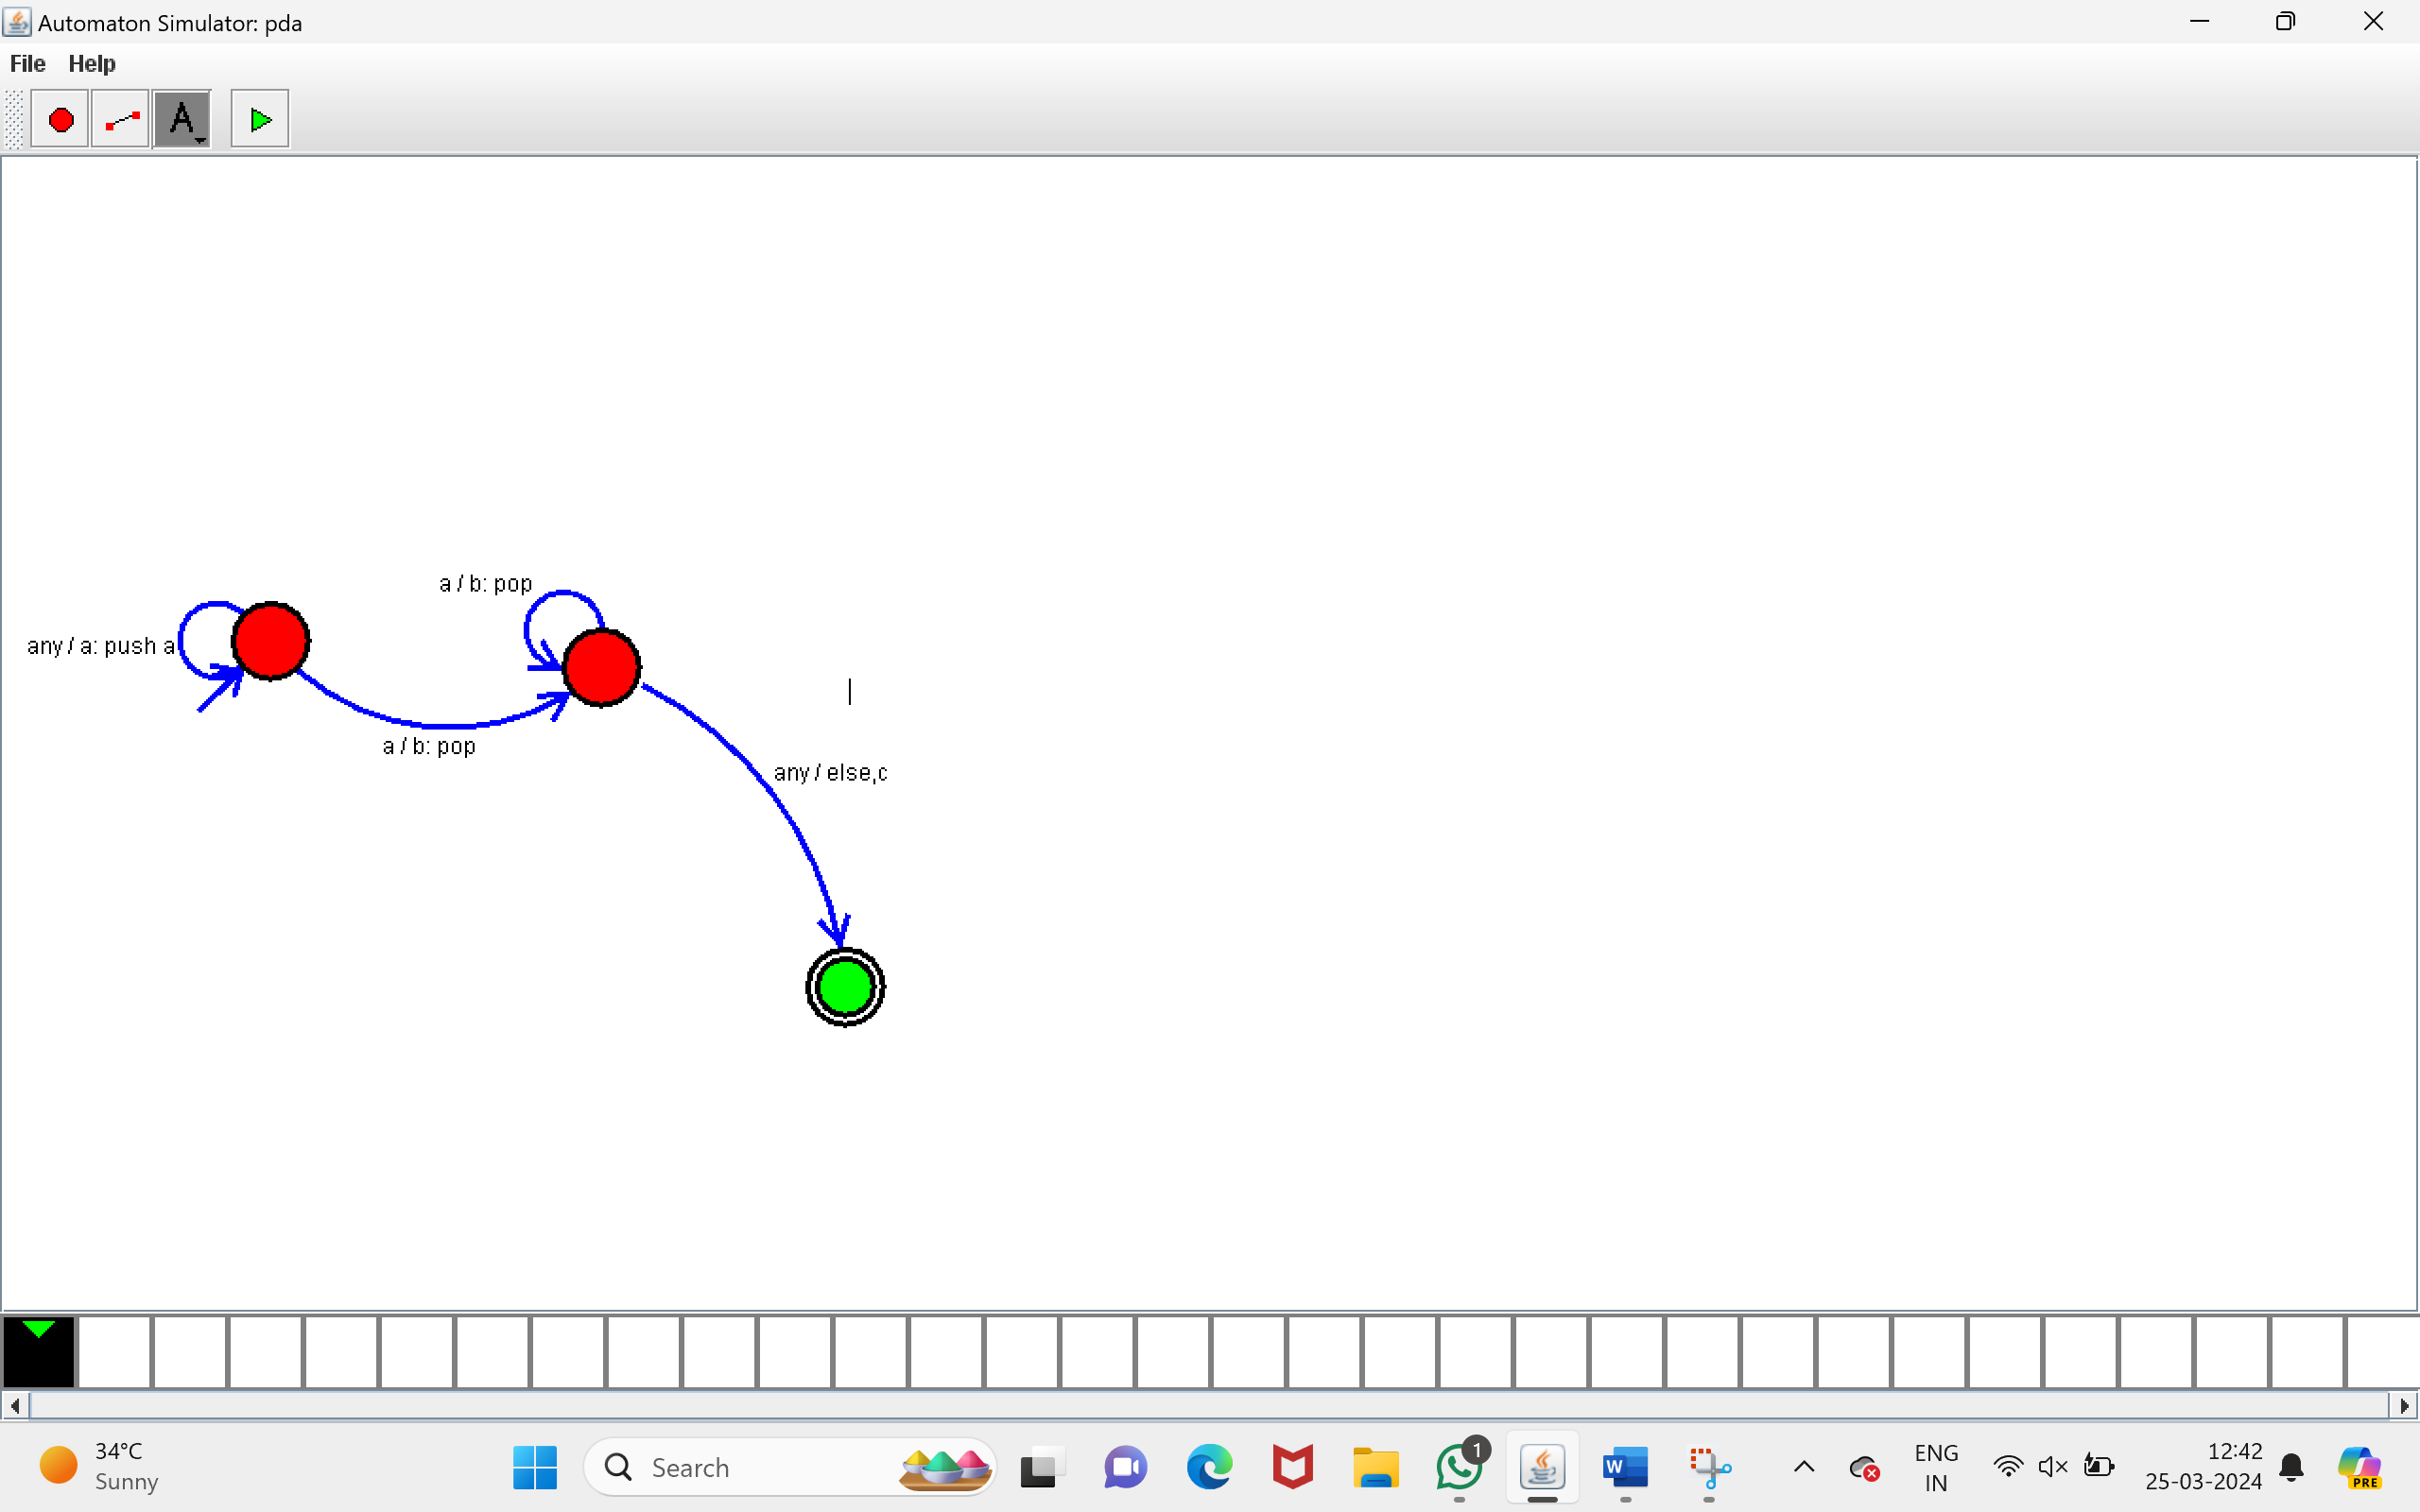 Automaton Simulator: pda
File Help
A
a / b: pop
any / a: push a
a / b: pop
any / else,c
34°C
Sunny
Search
1
W
ENG
IN
12:42
25-03-2024
PRE